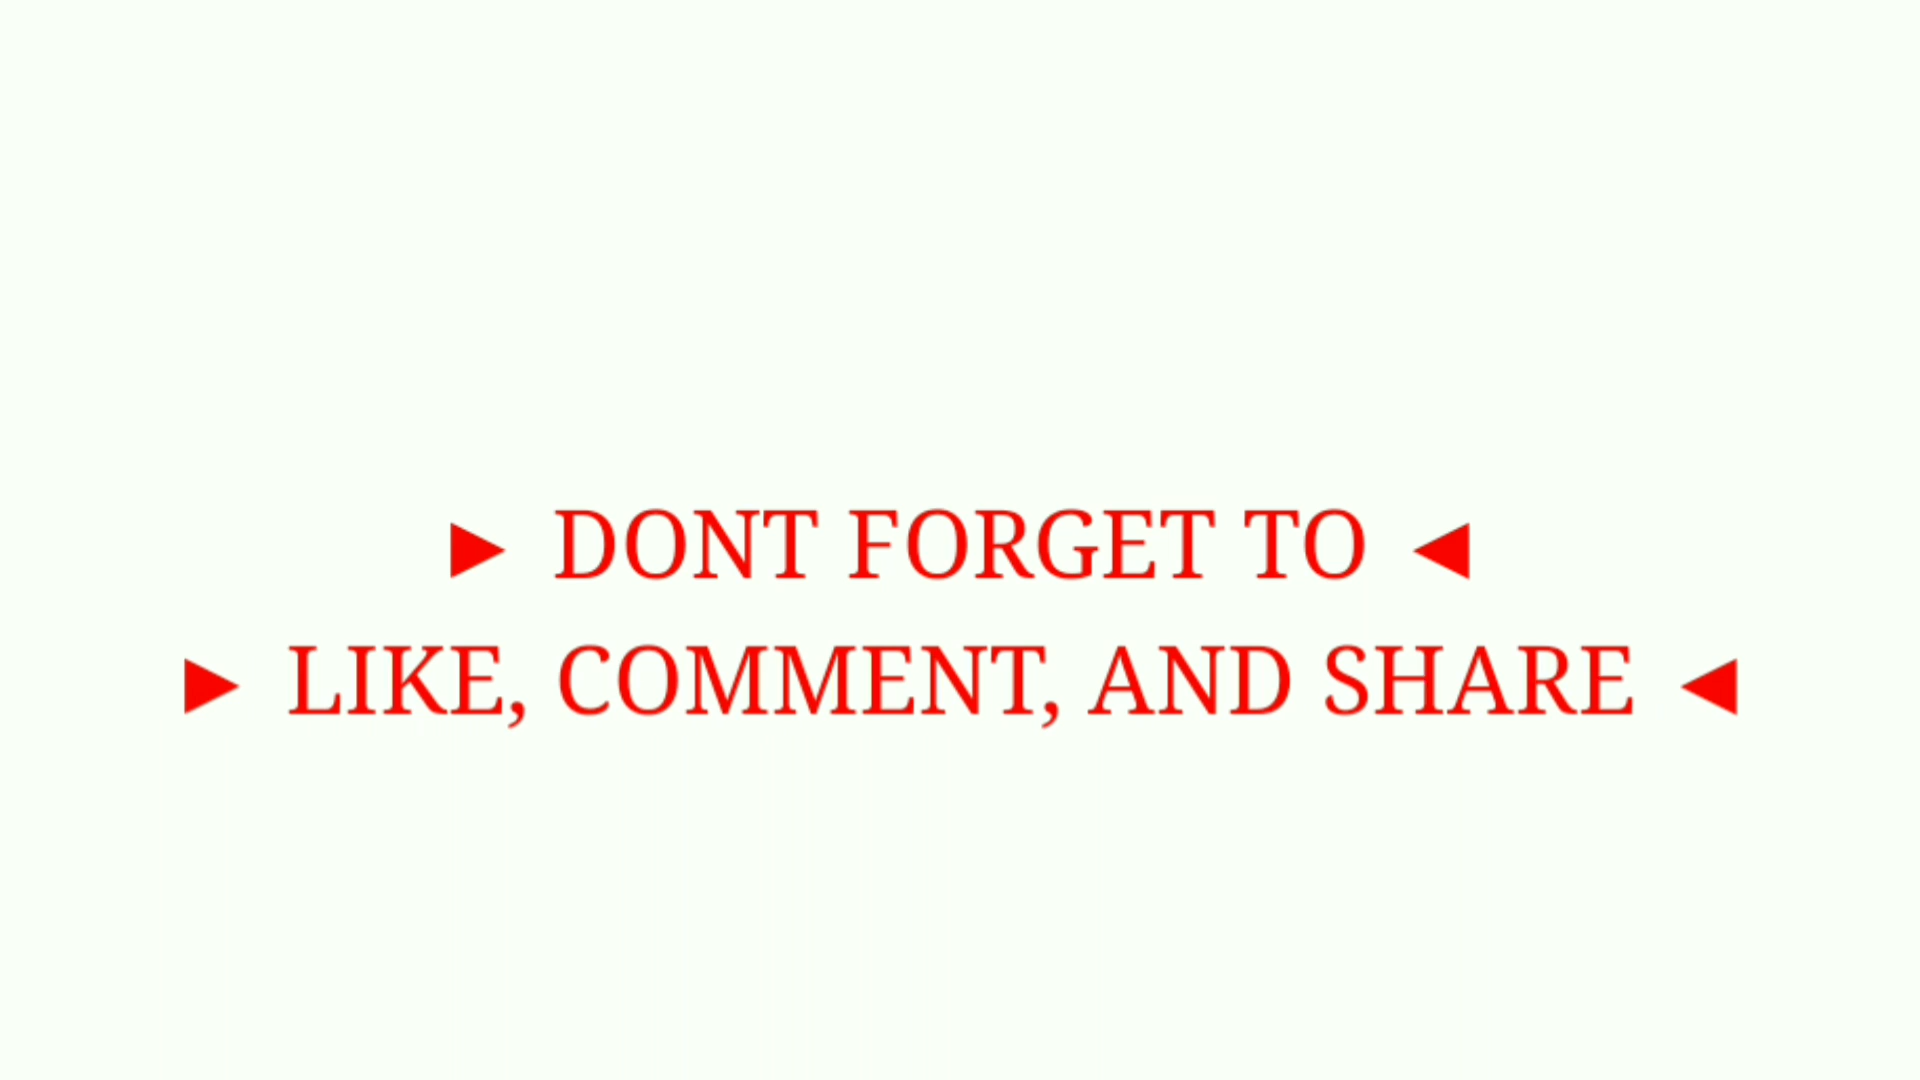 ► DONT FORGET TO ◄
► LIKE, COMMENT, AND SHARE ◄